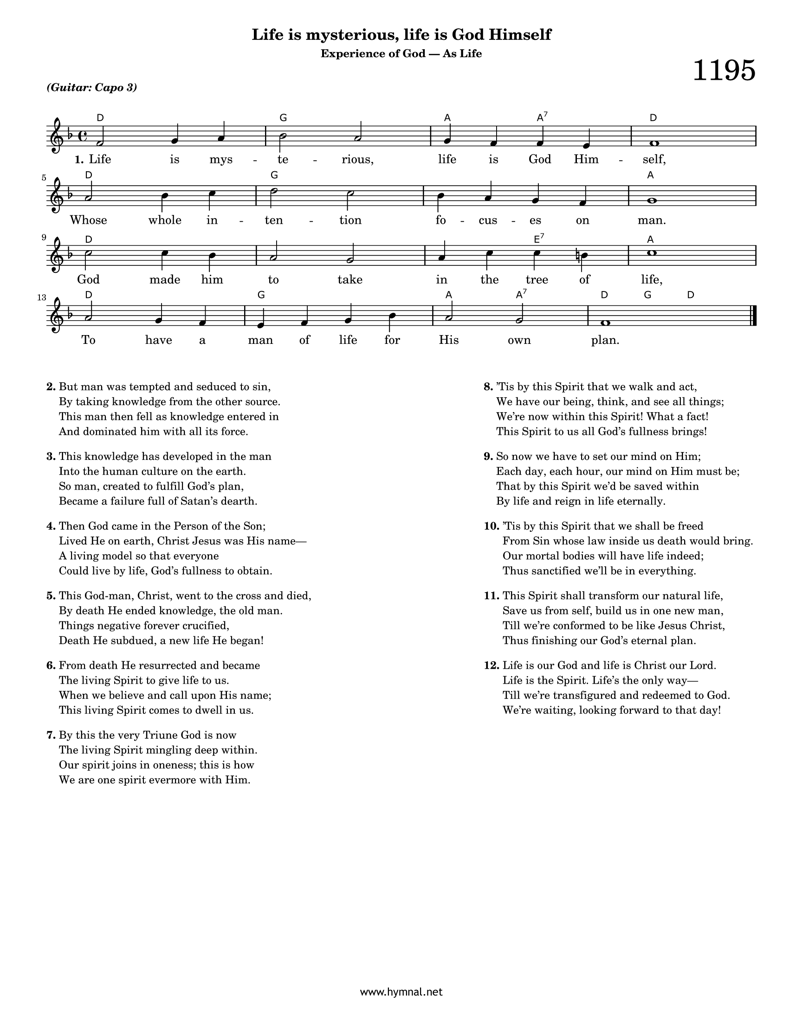 Life is mysterious, life is God Himself
Experience of God — As Life
1195
(Guitar: Capo 3)
D G A A7 D
1. Life is mys - te - rious, life is God Him - self,
5 D G A
Whose whole in - ten - tion fo - cus - es on man.
9 D E7 A
God made him to take in the tree of life,
13 D G A A7 D G D
To have a man of life for His own plan.
2. But man was tempted and seduced to sin,
By taking knowledge from the other source.
This man then fell as knowledge entered in
And dominated him with all its force.
3. This knowledge has developed in the man
Into the human culture on the earth.
So man, created to fulfill God’s plan,
Became a failure full of Satan’s dearth.
4. Then God came in the Person of the Son;
Lived He on earth, Christ Jesus was His name—
A living model so that everyone
Could live by life, God’s fullness to obtain.
5. This God-man, Christ, went to the cross and died,
By death He ended knowledge, the old man.
Things negative forever crucified,
Death He subdued, a new life He began!
6. From death He resurrected and became
The living Spirit to give life to us.
When we believe and call upon His name;
This living Spirit comes to dwell in us.
7. By this the very Triune God is now
The living Spirit mingling deep within.
Our spirit joins in oneness; this is how
We are one spirit evermore with Him.
8. ’Tis by this Spirit that we walk and act,
We have our being, think, and see all things;
We’re now within this Spirit! What a fact!
This Spirit to us all God’s fullness brings!
9. So now we have to set our mind on Him;
Each day, each hour, our mind on Him must be;
That by this Spirit we’d be saved within
By life and reign in life eternally.
10. ’Tis by this Spirit that we shall be freed
From Sin whose law inside us death would bring.
Our mortal bodies will have life indeed;
Thus sanctified we’ll be in everything.
11. This Spirit shall transform our natural life,
Save us from self, build us in one new man,
Till we’re conformed to be like Jesus Christ,
Thus finishing our God’s eternal plan.
12. Life is our God and life is Christ our Lord.
Life is the Spirit. Life’s the only way—
Till we’re transfigured and redeemed to God.
We’re waiting, looking forward to that day!
www.hymnal.net